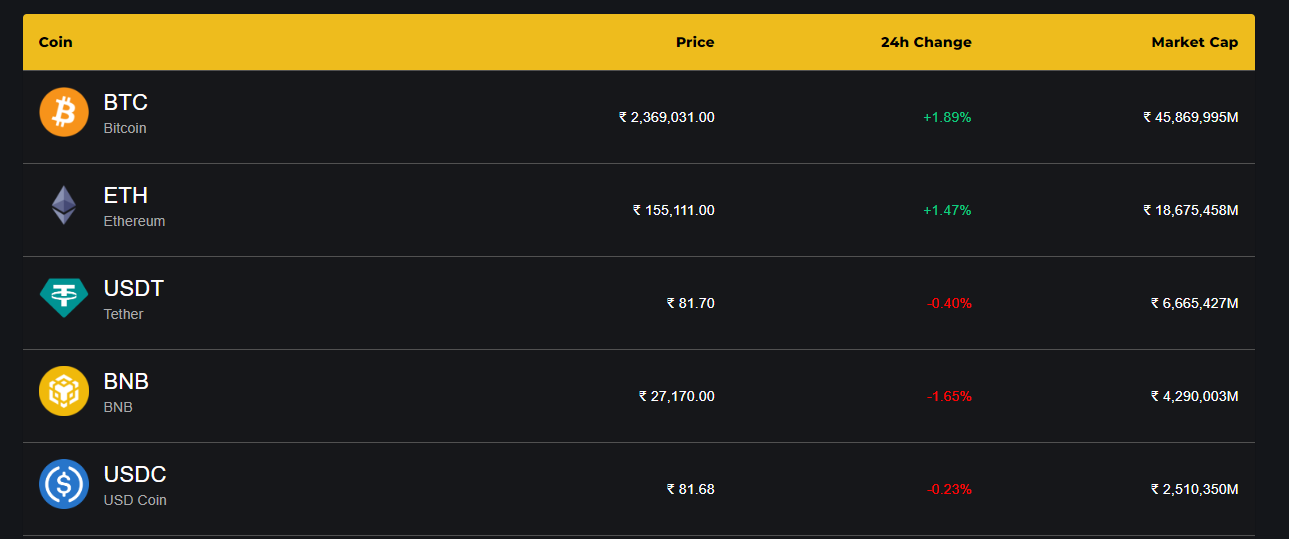 Coin Price 24h Change Market Cap
BTC
Bitcoin
₹ 2,369,031.00 +1.89% ₹ 45,869,995M
ETH
Ethereum
₹ 155,111.00 +1.47% ₹ 18,675,458M
USDT
Tether
₹ 81.70 -0.40% ₹ 6,665,427M
BNB
BNB
₹ 27,170.00 -1.65% ₹ 4,290,003M
USDC
USD Coin
₹ 81.68 -0.23% ₹ 2,510,350M